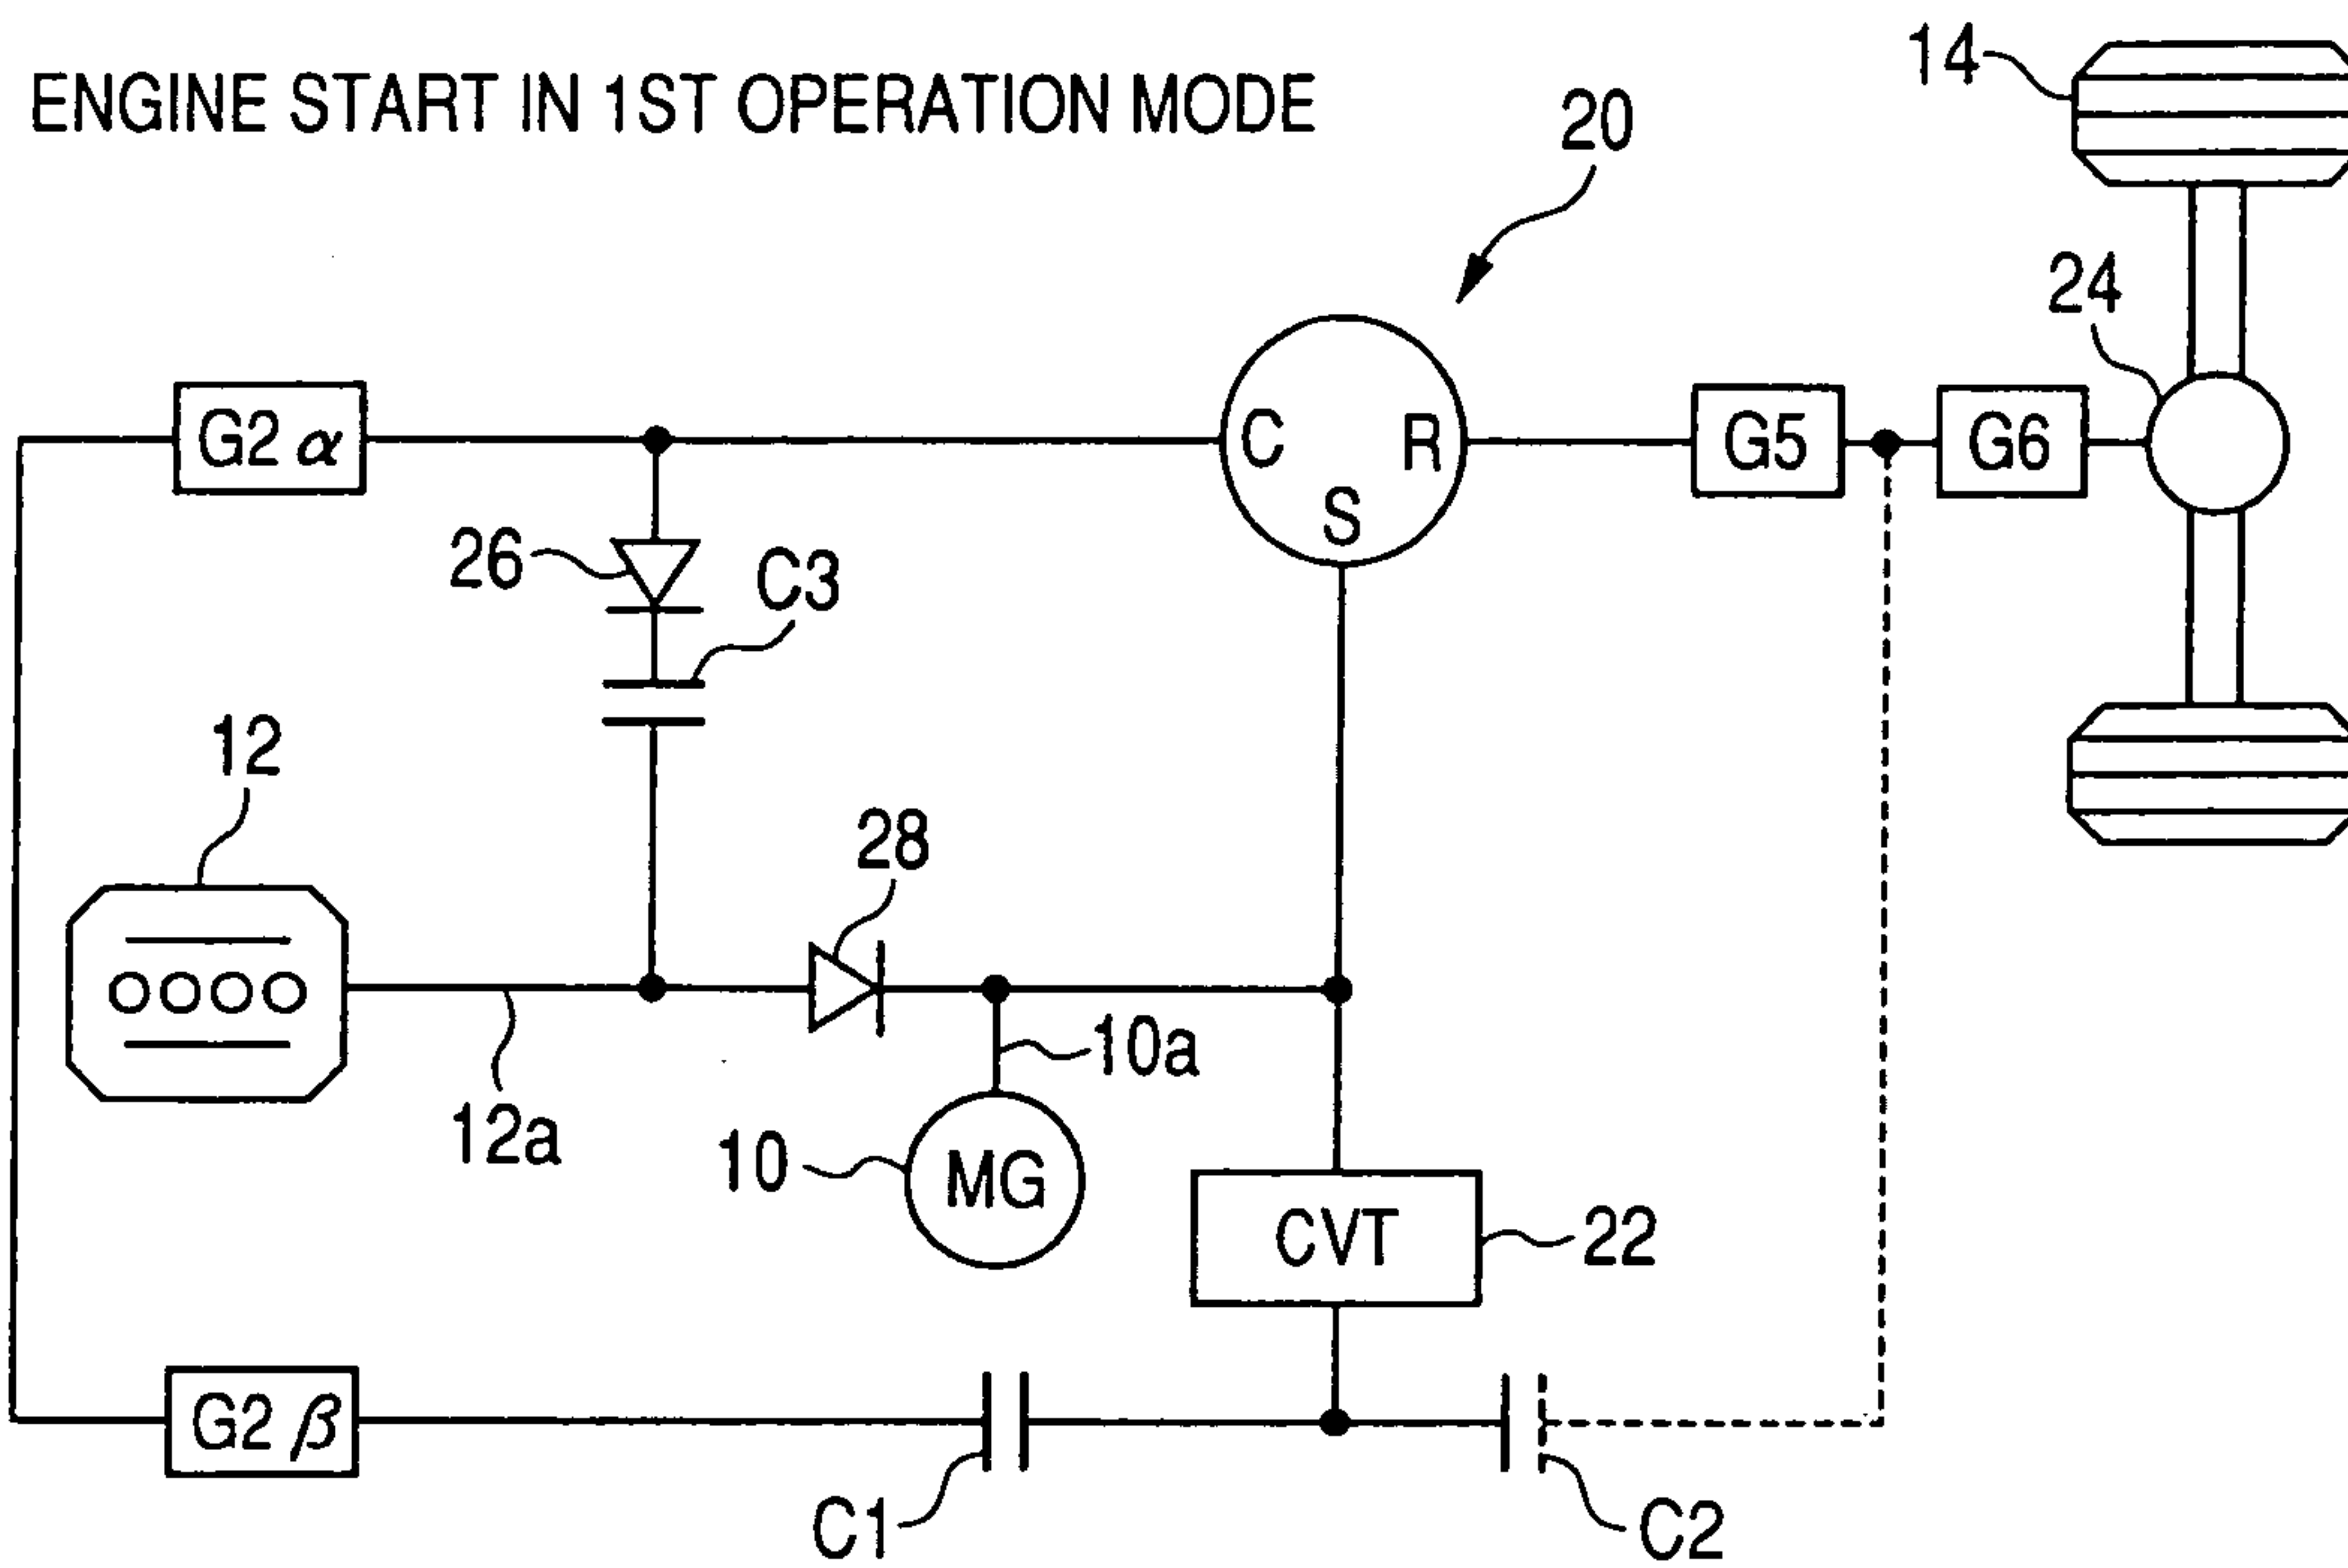 ENGINE START IN 1ST OPERATION MODE
14
20
24
G2 α
C
R
S
G5
G6
26
C3
12
28
10a
12a
10
MG
CVT
22
G2 β
C1
C2